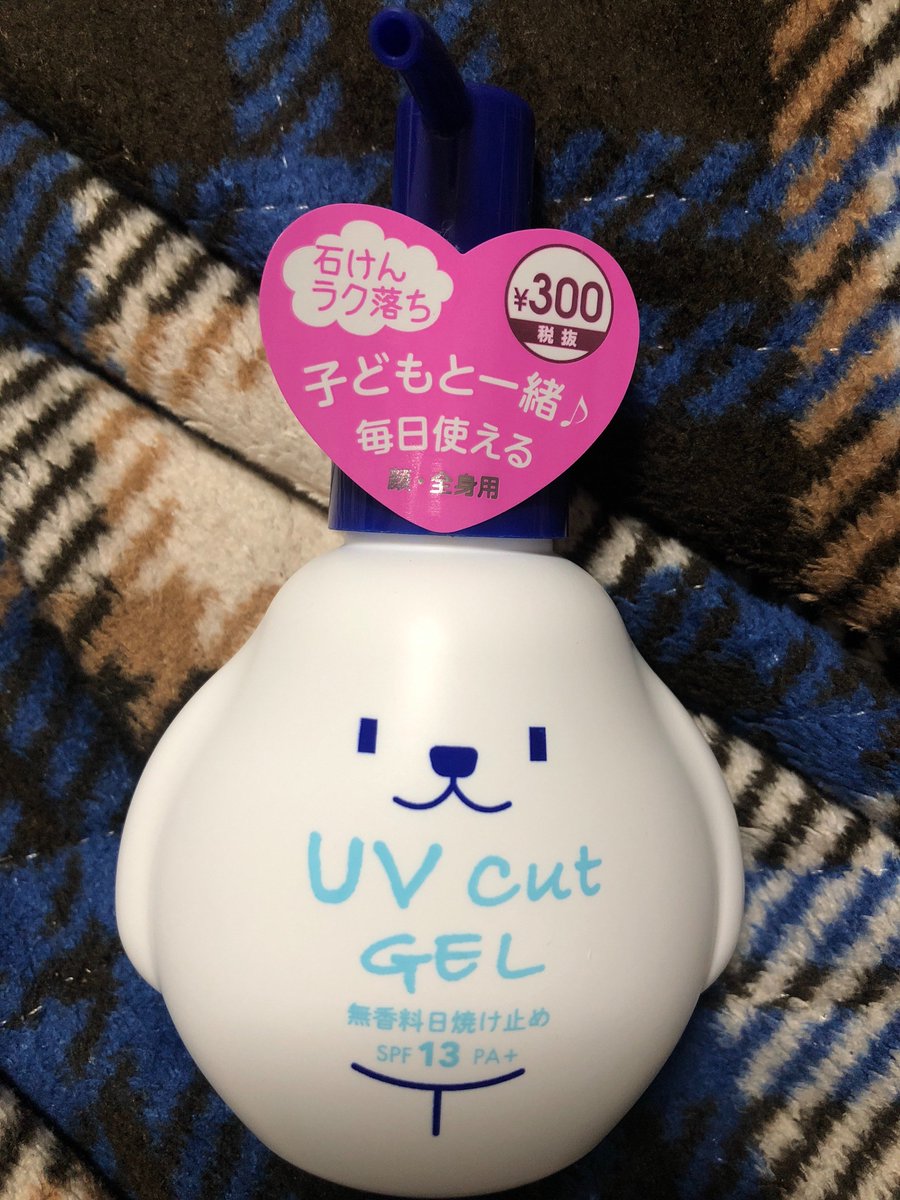 石けん
ラク落ち
¥300
税抜
子どもと一緒♪
毎日使える
顔・全身用
UV cut
GEL
無香料日焼け止め
SPF 13 PA+